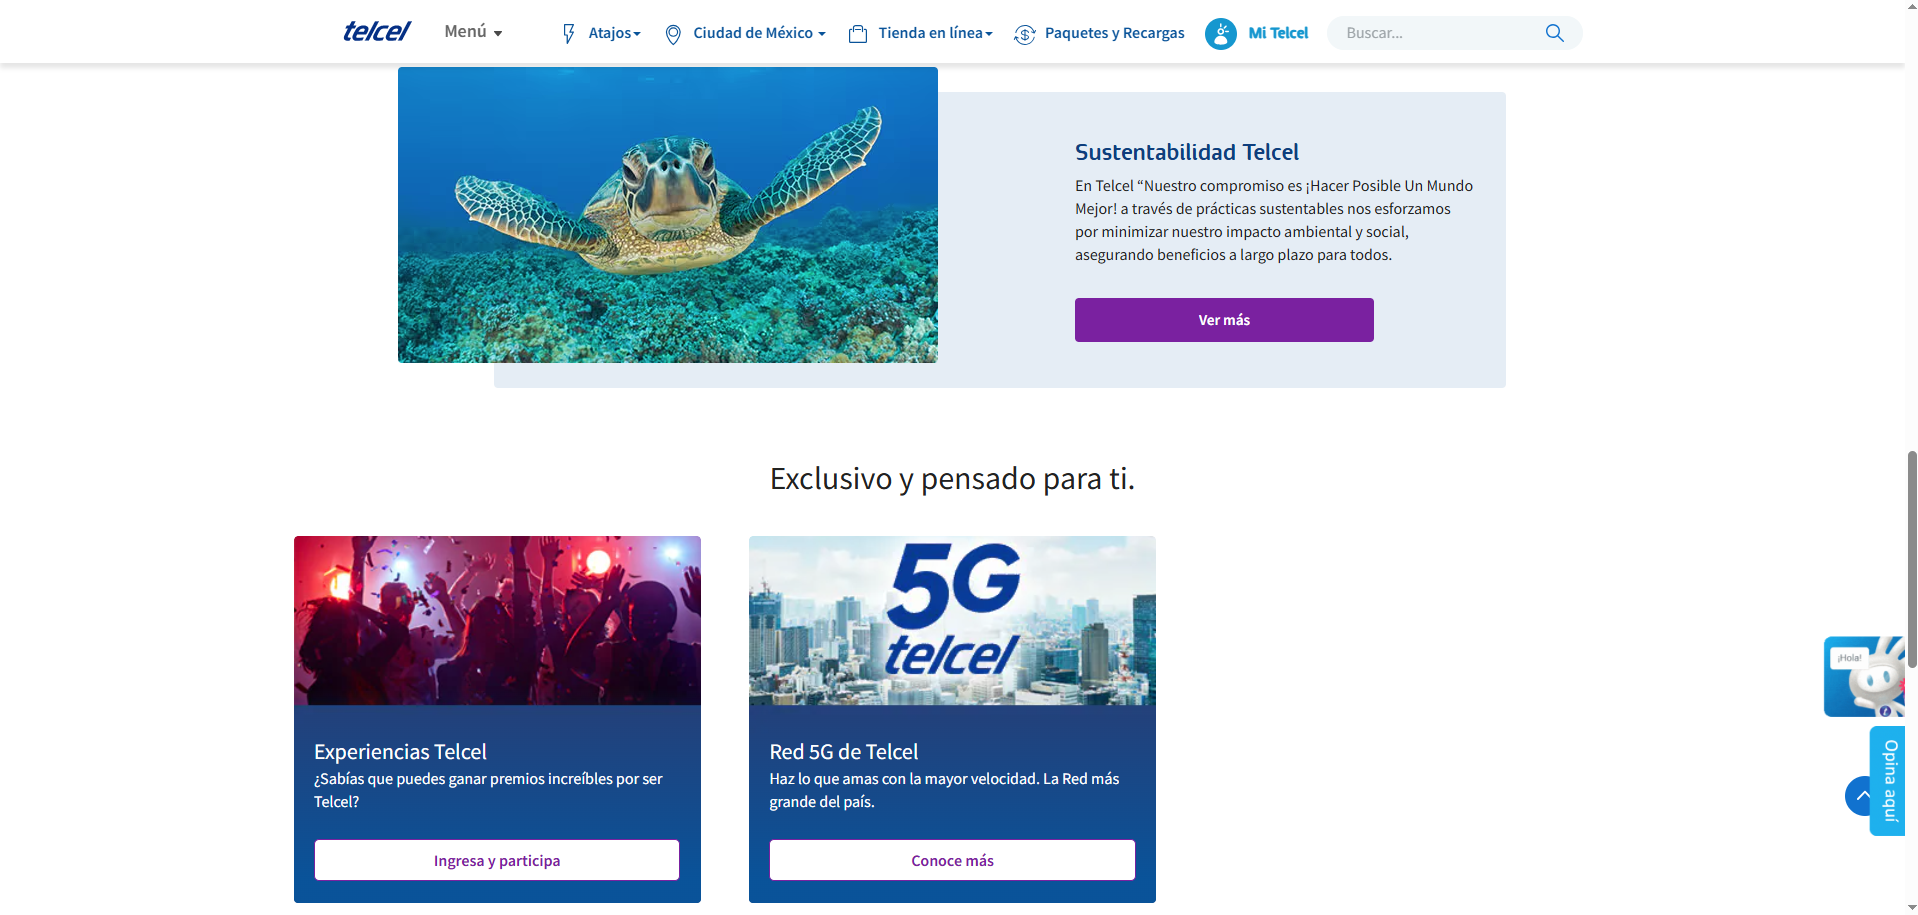 telcel
Menú
Atajos
Ciudad de México
Tienda en línea
Paquetes y Recargas
Mi Telcel
Buscar...
Sustentabilidad Telcel
En Telcel “Nuestro compromiso es ¡Hacer Posible Un Mundo
Mejor! a través de prácticas sustentables nos esforzamos
por minimizar nuestro impacto ambiental y social,
asegurando beneficios a largo plazo para todos.
Ver más
Exclusivo y pensado para ti.
5G
telcel
¡Hola!
Experiencias Telcel
¿Sabías que puedes ganar premios increíbles por ser
Telcel?
Ingresa y participa
Red 5G de Telcel
Haz lo que amas con la mayor velocidad. La Red más
grande del país.
Conoce más
Opina aquí